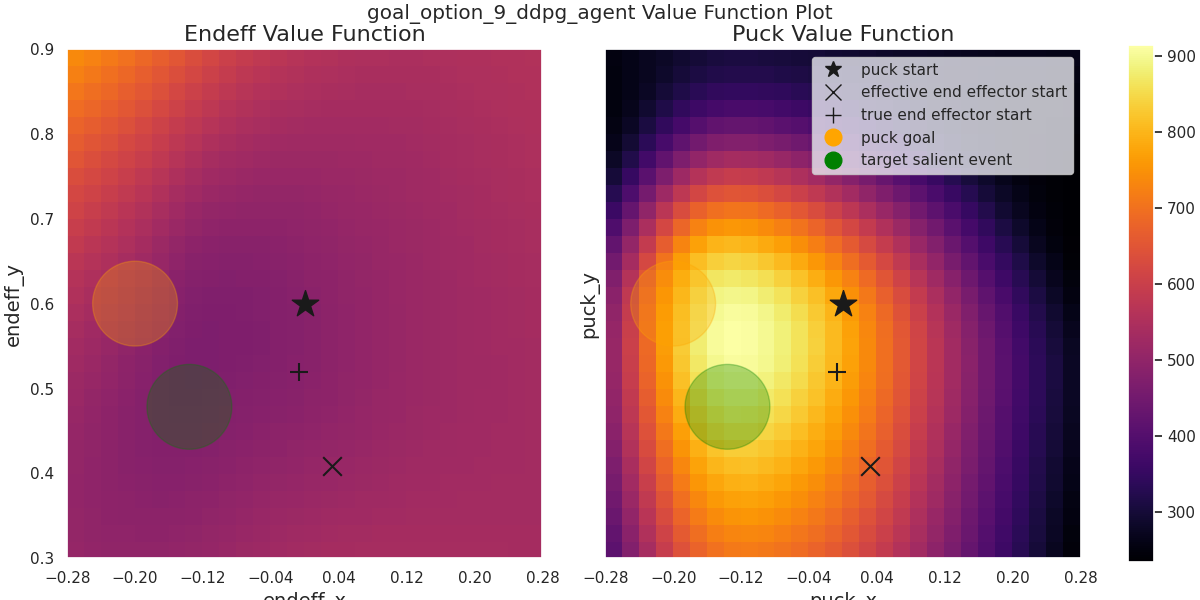 goal_option_9_ddpg_agent Value Function Plot
Endeff Value Function
Puck Value Function
0.9
0.8
0.7
0.6
0.5
0.4
0.3
endeff_y
−0.28 −0.20 −0.12 −0.04 0.04 0.12 0.20 0.28
endeff_x
puck start
effective end effector start
true end effector start
puck goal
target salient event
puck_y
−0.28 −0.20 −0.12 −0.04 0.04 0.12 0.20 0.28
puck_x
900
800
700
600
500
400
300